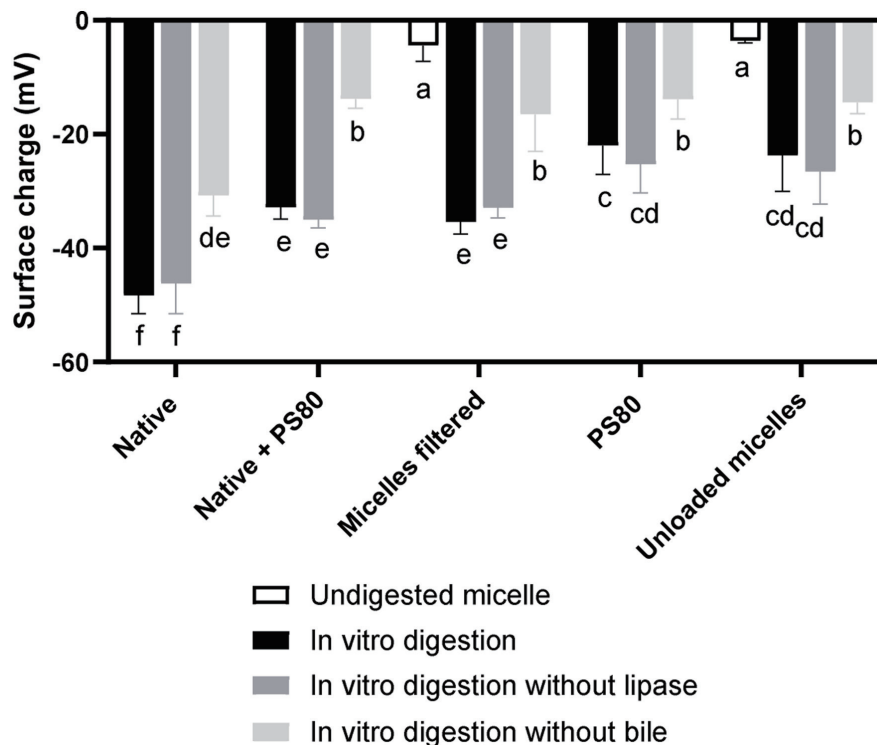 Surface charge (mV)
0
-20
-40
-60
f
f
de
e
e
b
a
e
e
b
c
cd
b
a
cd
cd
b
Native
Native + PS80
Micelles filtered
PS80
Unloaded micelles
Undigested micelle
In vitro digestion
In vitro digestion without lipase
In vitro digestion without bile